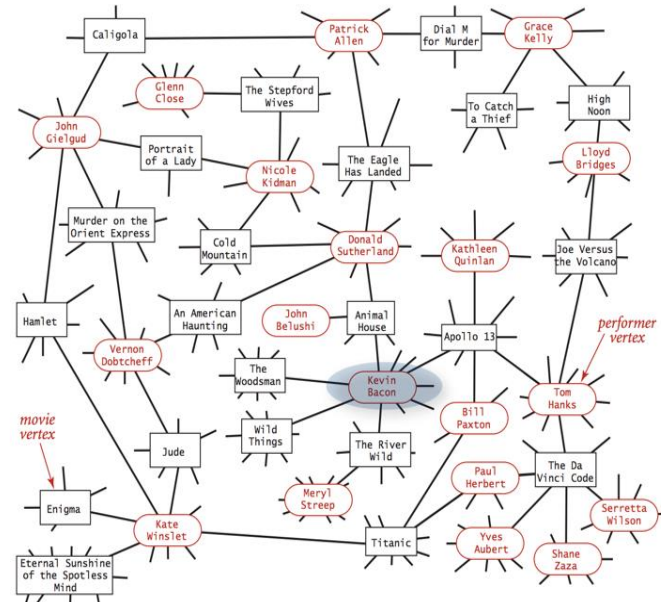 Caligola
Patrick
Allen
Dial M
for Murder
Grace
Kelly
Glenn
Close
The Stepford
Wives
To Catch
a Thief
High
Noon
John
Gielgud
Portrait
of a Lady
Nicole
Kidman
The Eagle
Has Landed
Lloyd
Bridges
Murder on the
Orient Express
Cold
Mountain
Donald
Sutherland
Kathleen
Quinlan
Joe Versus
the Volcano
Hamlet
An American
Haunting
John
Belushi
Animal
House
Apollo 13
performer
vertex
Vernon
Dobtcheff
The
Woodsman
Kevin
Bacon
Tom
Hanks
movie
vertex
Jude
Wild
Things
The River
Wild
Bill
Paxton
Paul
Herbert
The Da
Vinci Code
Enigma
Meryl
Streep
Serretta
Wilson
Kate
Winslet
Titanic
Yves
Aubert
Shane
Zaza
Eternal Sunshine
of the Spotless
Mind